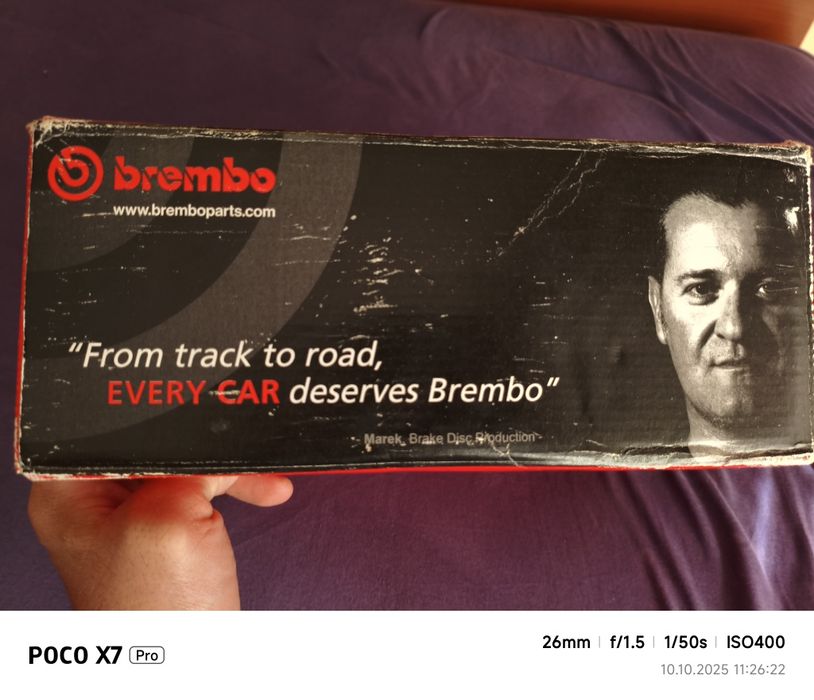 brembo
www.bremboparts.com
“From track to road,
EVERY CAR deserves Brembo”
- Marek, Brake Disc Production -
POCO X7 Pro
26mm | f/1.5 | 1/50s | ISO400
10.10.2025 11:26:22